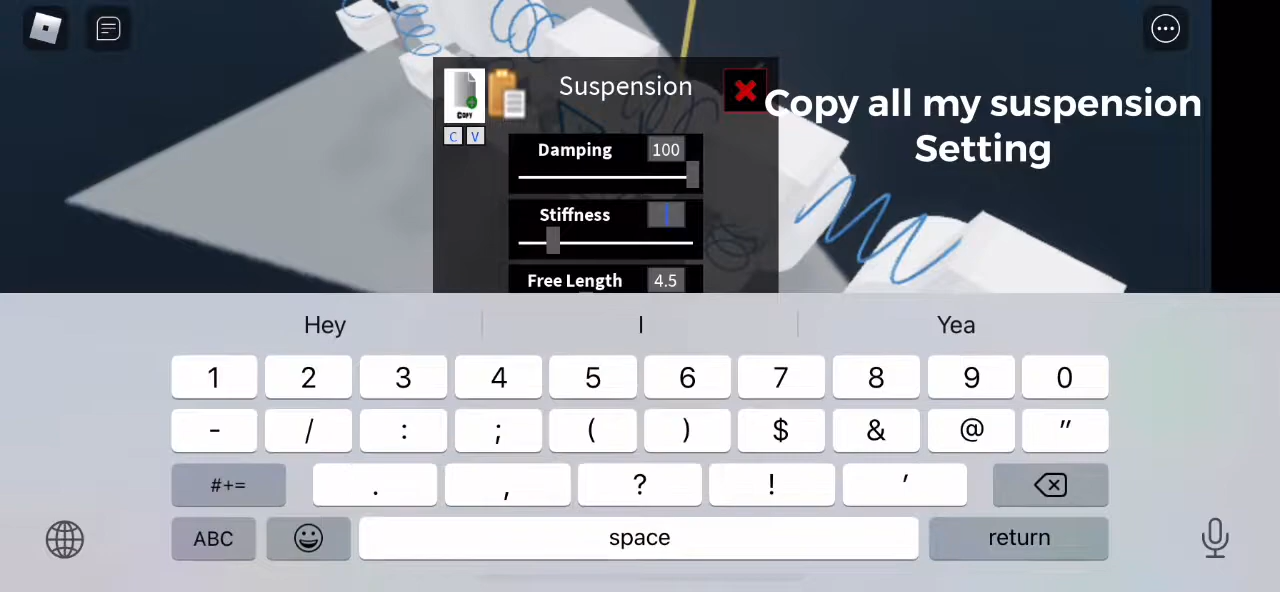 Suspension
Copy all my suspension
Setting
COPY
C V
Damping 100
Stiffness
Free Length 4.5
Hey I Yea
1 2 3 4 5 6 7 8 9 0
- / : ; ( ) $ & @ "
#+= . , ? ! '
ABC space return